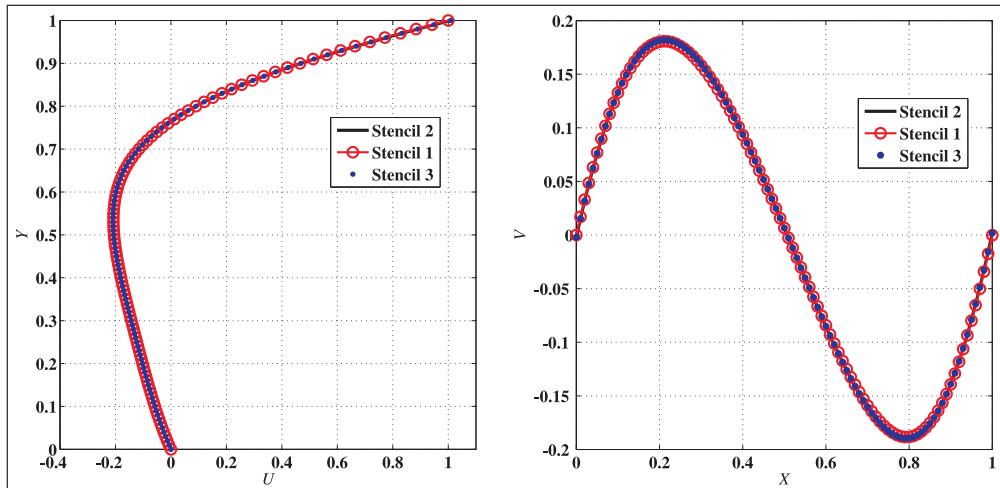 1
0.9
0.8
0.7
0.6
0.5
0.4
0.3
0.2
0.1
0
Y
-0.4 -0.2 0 0.2 0.4 0.6 0.8 1
U
Stencil 2
Stencil 1
Stencil 3
0.2
0.15
0.1
0.05
0
-0.05
-0.1
-0.15
-0.2
V
0 0.2 0.4 0.6 0.8 1
X
Stencil 2
Stencil 1
Stencil 3